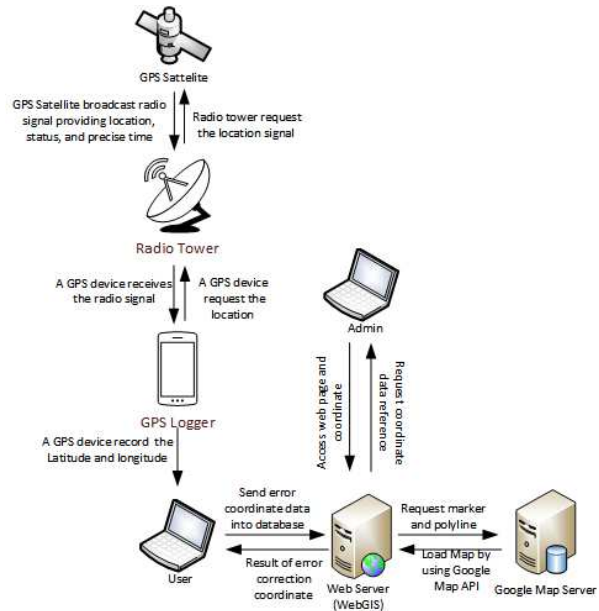 GPS Sattelite
GPS Satellite broadcast radio
signal providing location,
status, and precise time
Radio tower request
the location signal
Radio Tower
A GPS device receives
the radio signal
A GPS device
request the
location
Admin
GPS Logger
Access web page and
coordinate
Request coordinate
data reference
A GPS device record the
Latitude and longitude
Send error
coordinate data
into database
Request marker
and polyline
User
Result of error
correction
coordinate
Web Server
(WebGIS)
Load Map by
using Google
Map API
Google Map Server